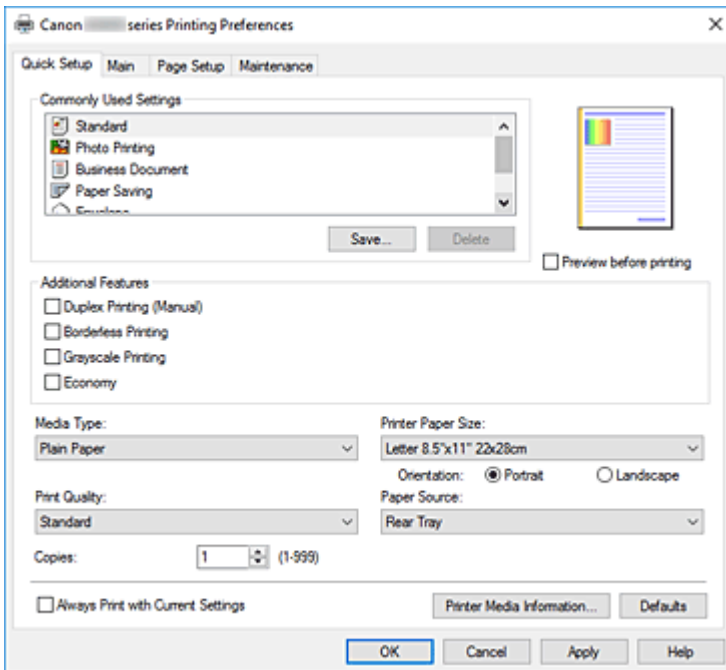 Canon series Printing Preferences
Quick Setup Main Page Setup Maintenance
Commonly Used Settings
Standard
Photo Printing
Business Document
Paper Saving
Envelope
Save... Delete
Preview before printing
Additional Features
Duplex Printing (Manual)
Borderless Printing
Grayscale Printing
Economy
Media Type: Printer Paper Size:
Plain Paper Letter 8.5"x11" 22x28cm
Orientation: Portrait Landscape
Print Quality: Paper Source:
Standard Rear Tray
Copies: 1 (1-999)
Always Print with Current Settings Printer Media Information... Defaults
OK Cancel Apply Help